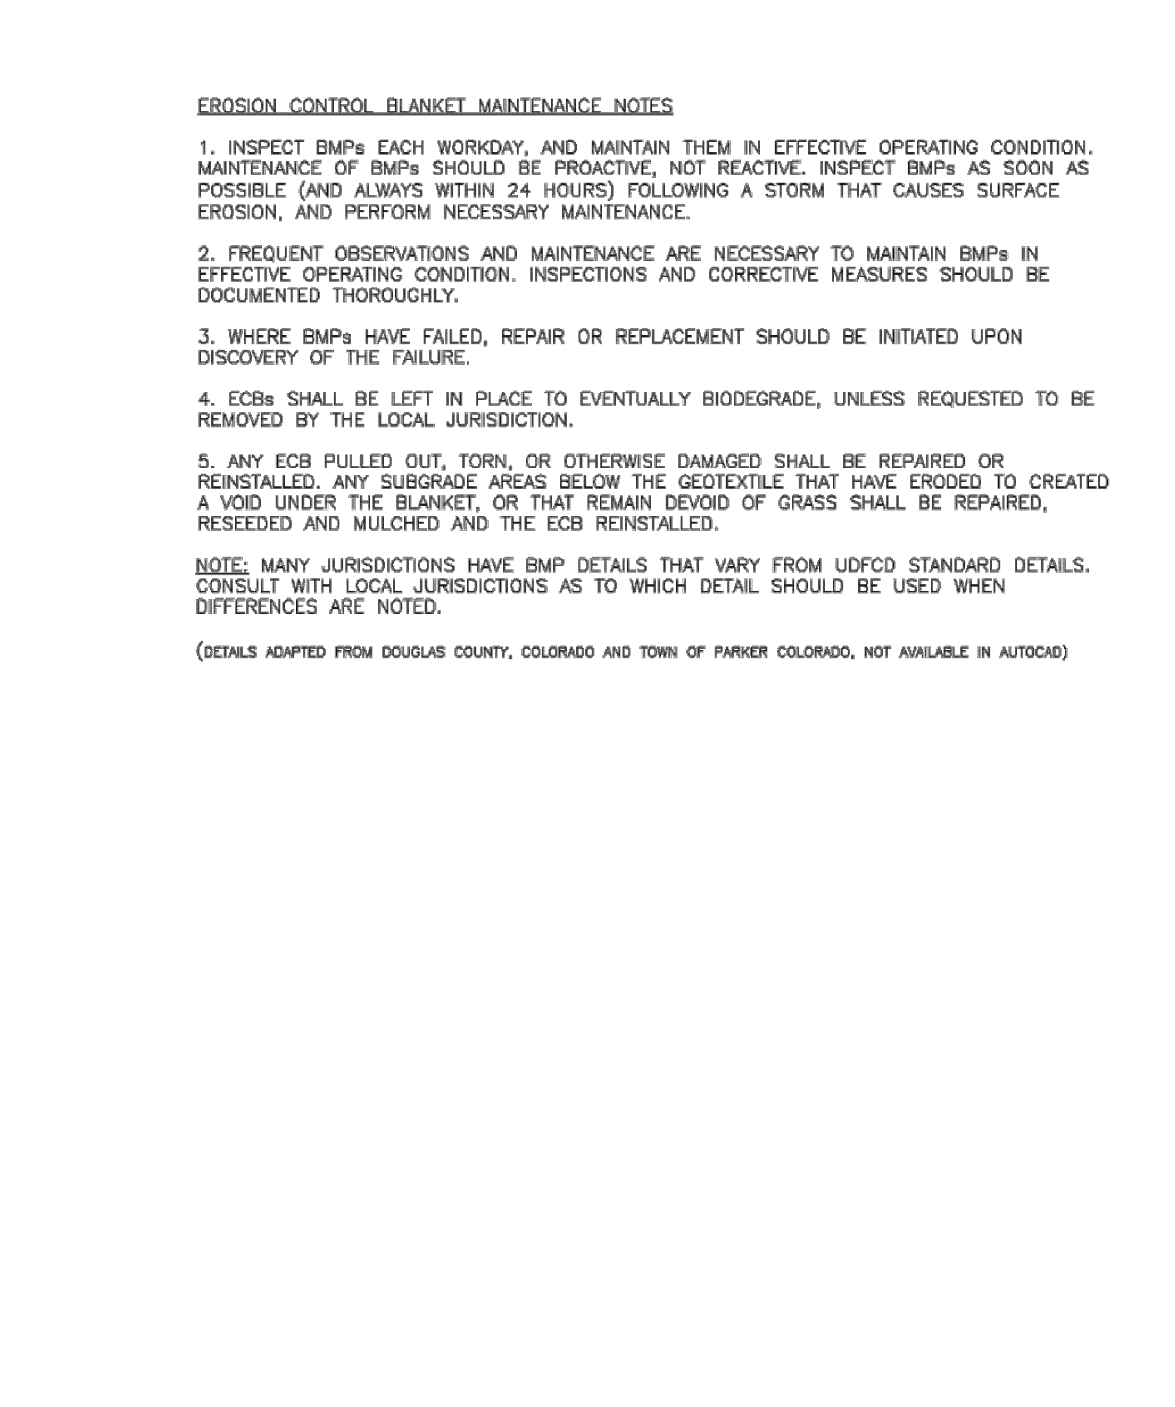 EROSION CONTROL BLANKET MAINTENANCE NOTES
1. INSPECT BMPs EACH WORKDAY, AND MAINTAIN THEM IN EFFECTIVE OPERATING CONDITION.
MAINTENANCE OF BMPs SHOULD BE PROACTIVE, NOT REACTIVE. INSPECT BMPs AS SOON AS
POSSIBLE (AND ALWAYS WITHIN 24 HOURS) FOLLOWING A STORM THAT CAUSES SURFACE
EROSION, AND PERFORM NECESSARY MAINTENANCE.
2. FREQUENT OBSERVATIONS AND MAINTENANCE ARE NECESSARY TO MAINTAIN BMPs IN
EFFECTIVE OPERATING CONDITION. INSPECTIONS AND CORRECTIVE MEASURES SHOULD BE
DOCUMENTED THOROUGHLY.
3. WHERE BMPs HAVE FAILED, REPAIR OR REPLACEMENT SHOULD BE INITIATED UPON
DISCOVERY OF THE FAILURE.
4. ECBs SHALL BE LEFT IN PLACE TO EVENTUALLY BIODEGRADE, UNLESS REQUESTED TO BE
REMOVED BY THE LOCAL JURISDICTION.
5. ANY ECB PULLED OUT, TORN, OR OTHERWISE DAMAGED SHALL BE REPAIRED OR
REINSTALLED. ANY SUBGRADE AREAS BELOW THE GEOTEXTILE THAT HAVE ERODED TO CREATED
A VOID UNDER THE BLANKET, OR THAT REMAIN DEVOID OF GRASS SHALL BE REPAIRED,
RESEEDED AND MULCHED AND THE ECB REINSTALLED.
NOTE: MANY JURISDICTIONS HAVE BMP DETAILS THAT VARY FROM UDFCD STANDARD DETAILS.
CONSULT WITH LOCAL JURISDICTIONS AS TO WHICH DETAIL SHOULD BE USED WHEN
DIFFERENCES ARE NOTED.
(DETAILS ADAPTED FROM DOUGLAS COUNTY, COLORADO AND TOWN OF PARKER COLORADO, NOT AVAILABLE IN AUTOCAD)